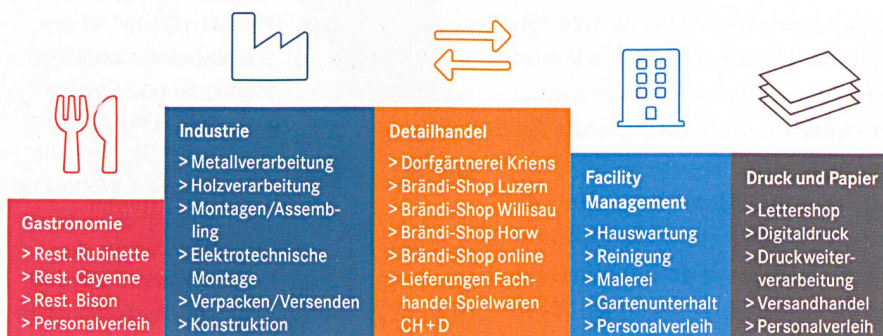 Gastronomie
> Rest. Rubinette
> Rest. Cayenne
> Rest. Bison
> Personalverleih
Industrie
> Metallverarbeitung
> Holzverarbeitung
> Montagen/Assemb-
ling
> Elektrotechnische
Montage
> Verpacken/Versenden
> Konstruktion
Detailhandel
> Dorfgärtnerei Kriens
> Brändi-Shop Luzern
> Brändi-Shop Willisau
> Brändi-Shop Horw
> Brändi-Shop online
> Lieferungen Fach-
handel Spielwaren
CH + D
Facility
Management
> Hauswartung
> Reinigung
> Malerei
> Gartenunterhalt
> Personalverleih
Druck und Papier
> Lettershop
> Digitaldruck
> Druckweiter-
verarbeitung
> Versandhandel
> Personalverleih